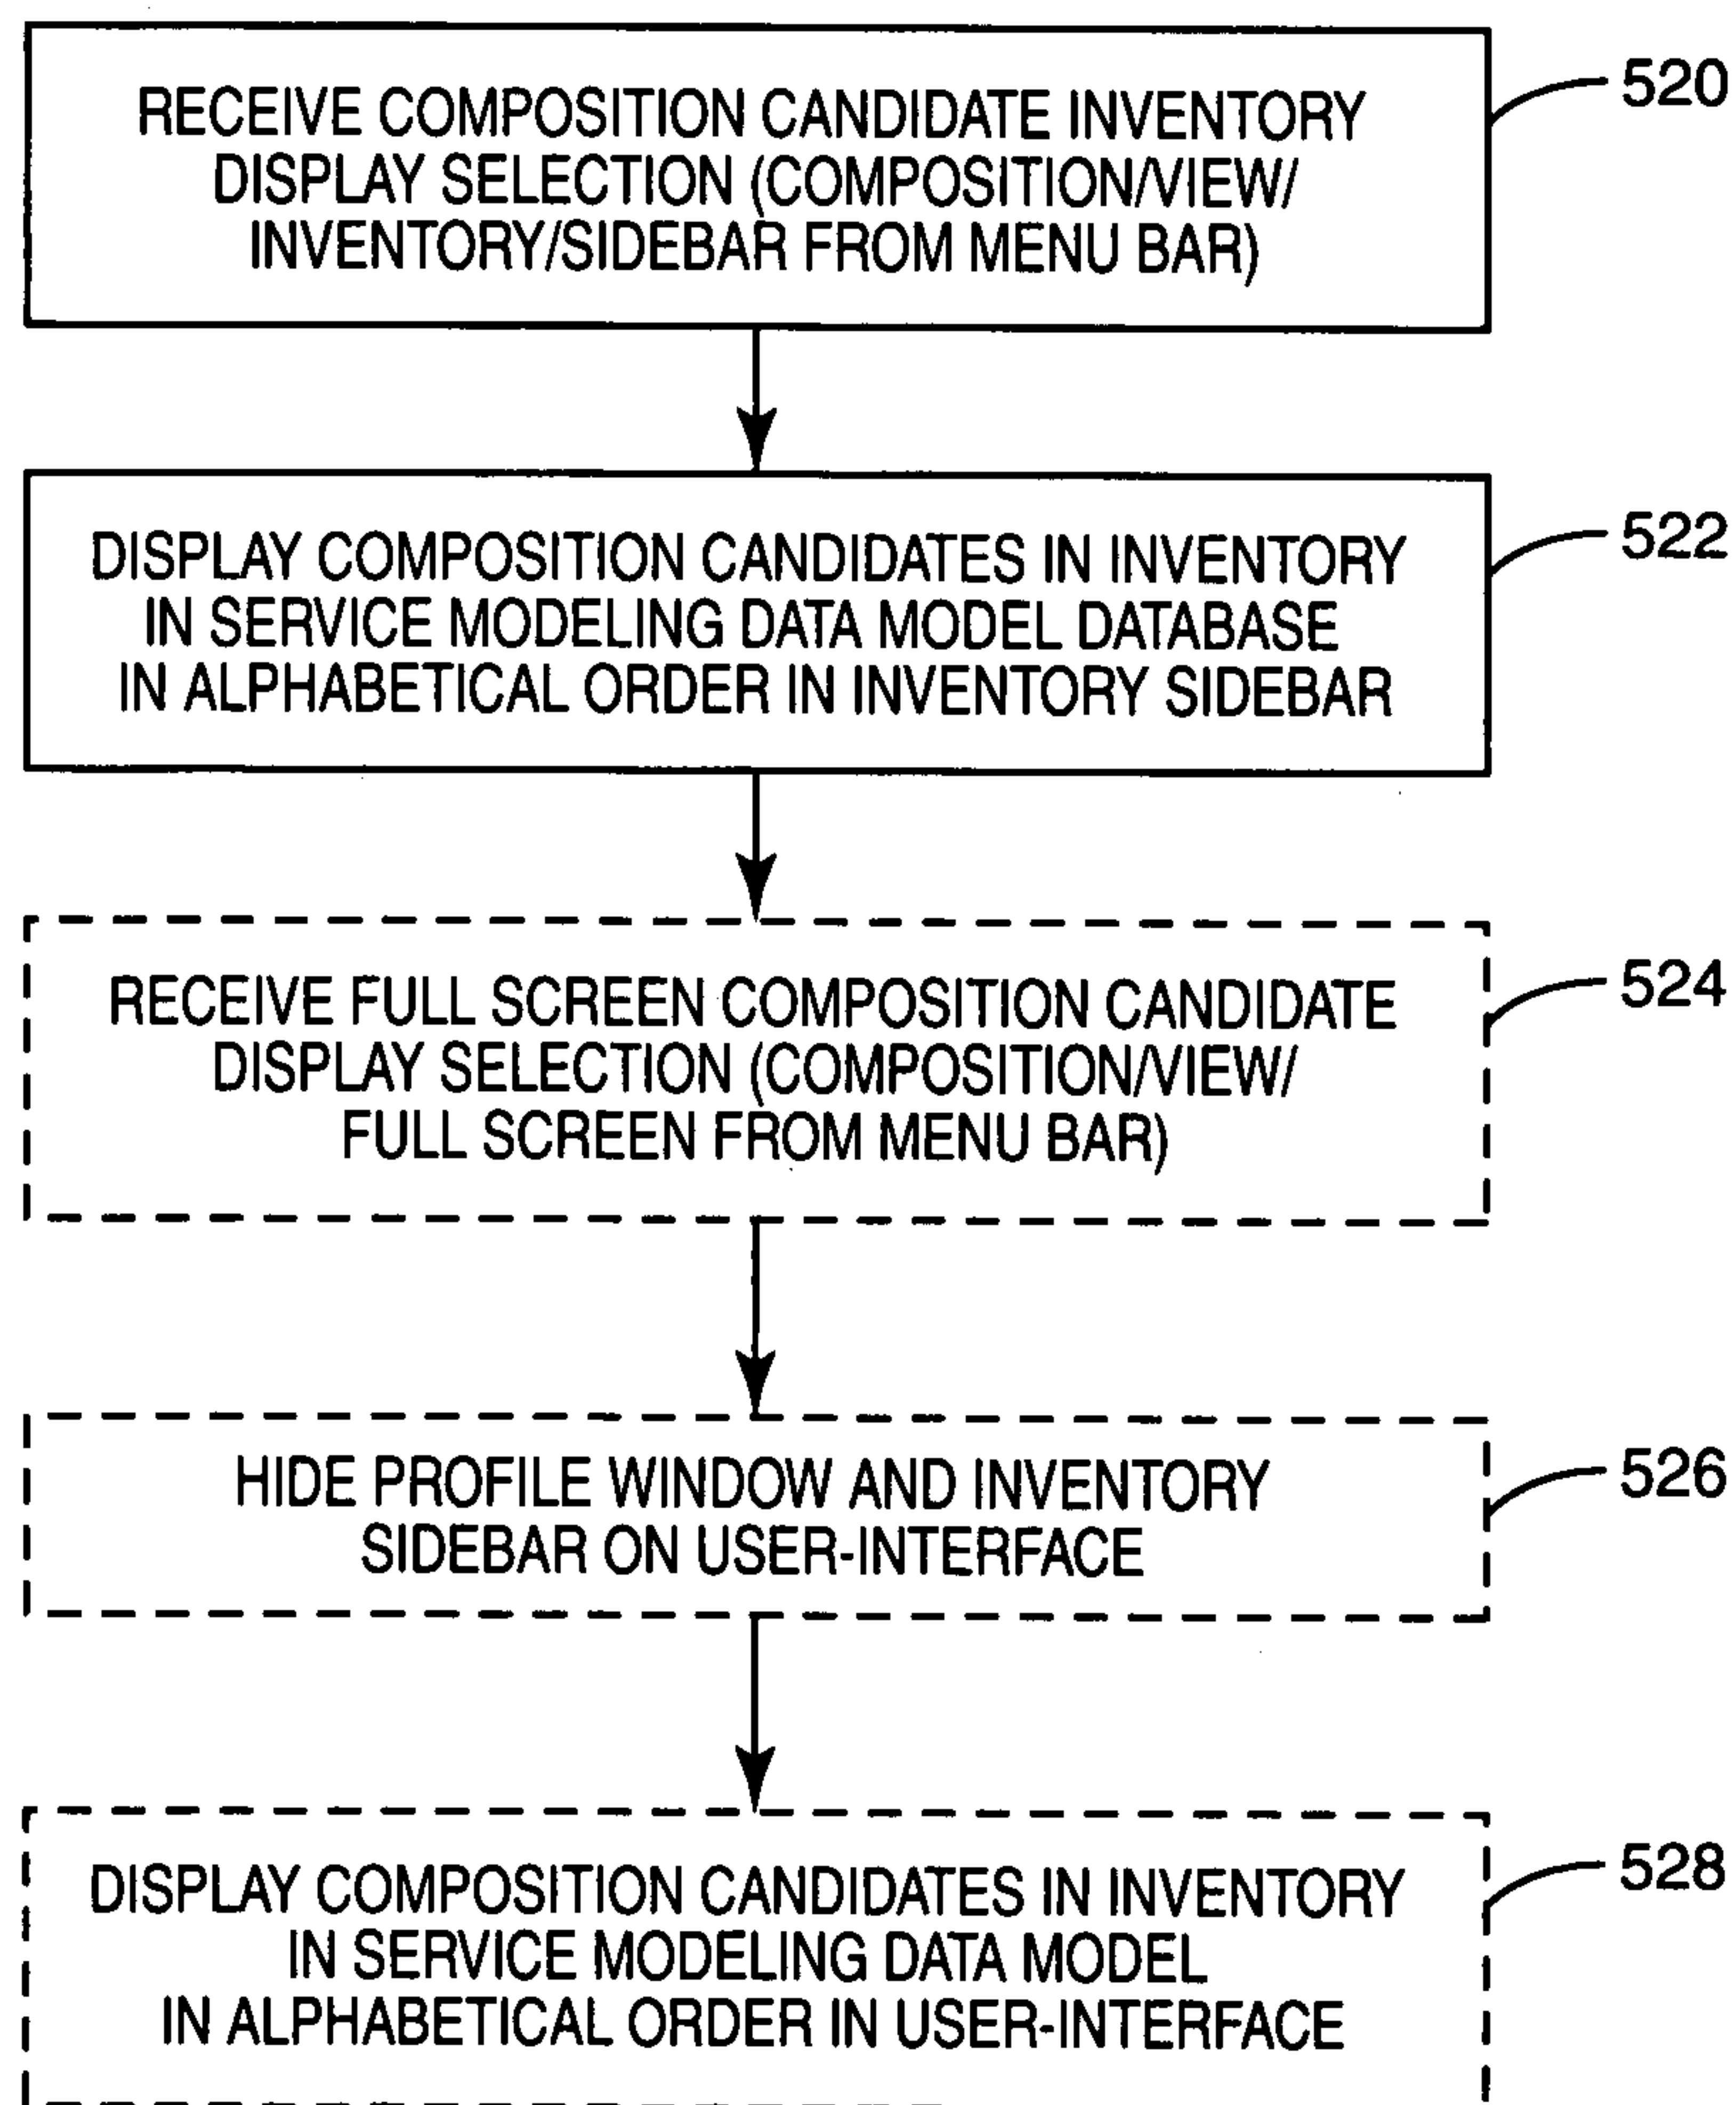 RECEIVE COMPOSITION CANDIDATE INVENTORY
DISPLAY SELECTION (COMPOSITION/VIEW/
INVENTORY/SIDEBAR FROM MENU BAR)
520
DISPLAY COMPOSITION CANDIDATES IN INVENTORY
IN SERVICE MODELING DATA MODEL DATABASE
IN ALPHABETICAL ORDER IN INVENTORY SIDEBAR
522
RECEIVE FULL SCREEN COMPOSITION CANDIDATE
DISPLAY SELECTION (COMPOSITION/VIEW/
FULL SCREEN FROM MENU BAR)
524
HIDE PROFILE WINDOW AND INVENTORY
SIDEBAR ON USER-INTERFACE
526
DISPLAY COMPOSITION CANDIDATES IN INVENTORY
IN SERVICE MODELING DATA MODEL
IN ALPHABETICAL ORDER IN USER-INTERFACE
528